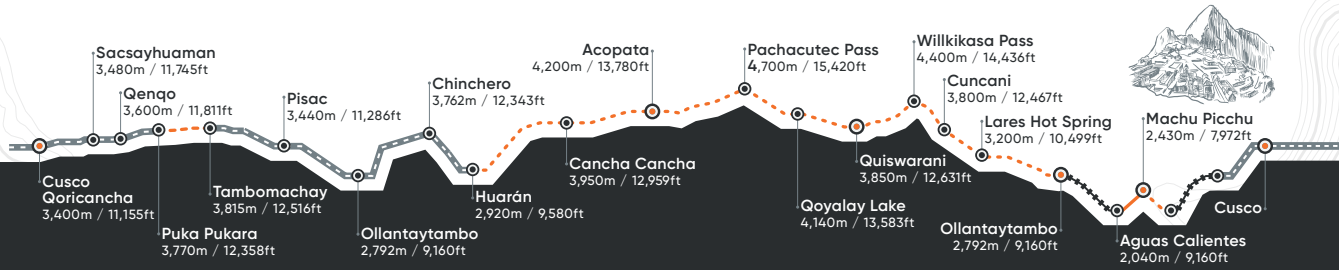 Sacsayhuaman
3,480m / 11,745ft
Qenqo
3,600m / 11,811ft
Cusco
Qoricancha
3,400m / 11,155ft
Puka Pukara
3,770m / 12,358ft
Tambomachay
3,815m / 12,516ft
Pisac
3,440m / 11,286ft
Ollantaytambo
2,792m / 9,160ft
Chinchero
3,762m / 12,343ft
Huarán
2,920m / 9,580ft
Cancha Cancha
3,950m / 12,959ft
Acopata
4,200m / 13,780ft
Pachacutec Pass
4,700m / 15,420ft
Qoyalay Lake
4,140m / 13,583ft
Quiswarani
3,850m / 12,631ft
Willkikasa Pass
4,400m / 14,436ft
Cuncani
3,800m / 12,467ft
Lares Hot Spring
3,200m / 10,499ft
Ollantaytambo
2,792m / 9,160ft
Aguas Calientes
2,040m / 9,160ft
Machu Picchu
2,430m / 7,972ft
Cusco